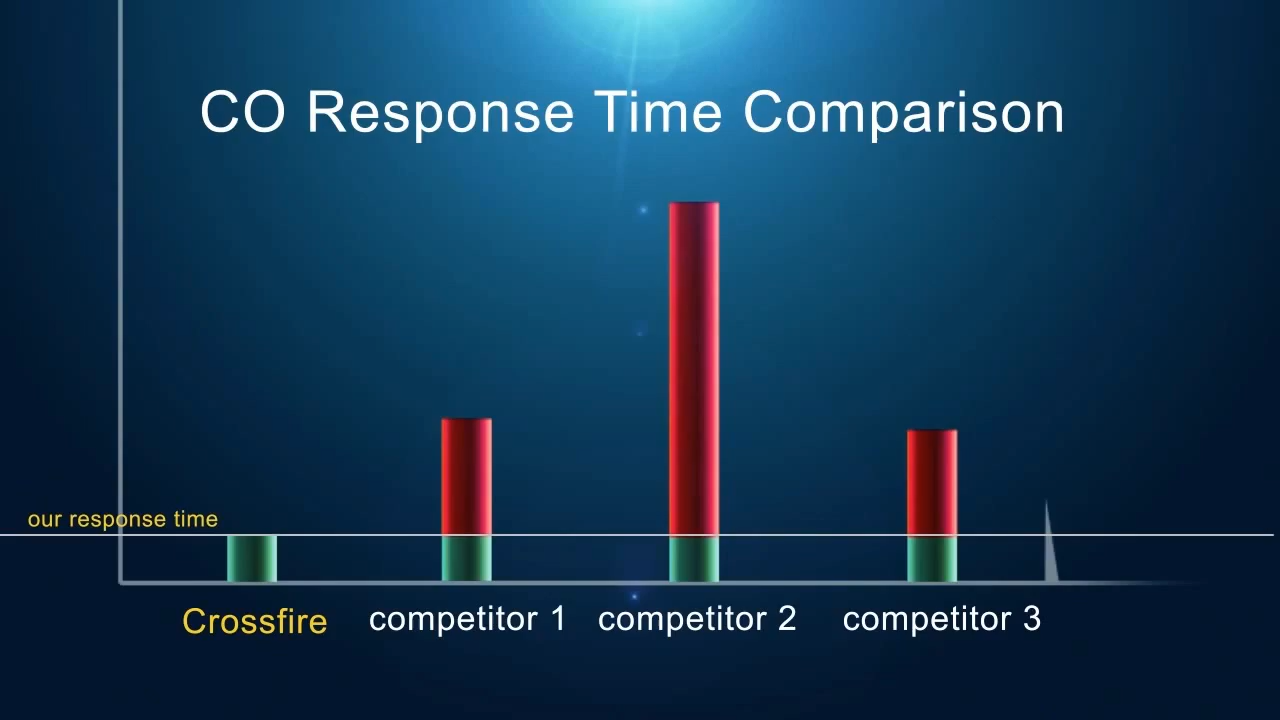 CO Response Time Comparison
our response time
Crossfire
competitor 1
competitor 2
competitor 3